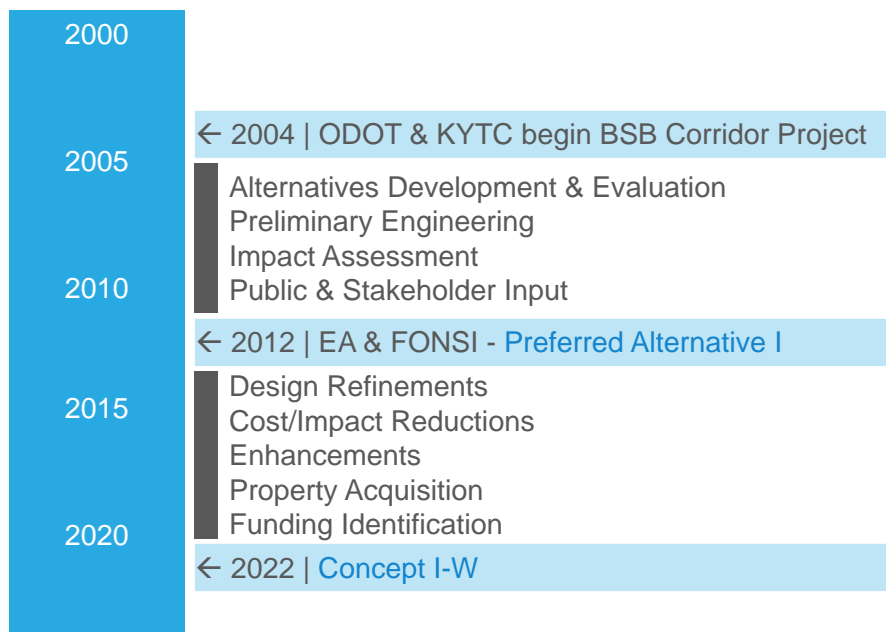 2000
← 2004 | ODOT & KYTC begin BSB Corridor Project
2005
Alternatives Development & Evaluation
Preliminary Engineering
Impact Assessment
2010
Public & Stakeholder Input
← 2012 | EA & FONSI - Preferred Alternative I
Design Refinements
2015
Cost/Impact Reductions
Enhancements
Property Acquisition
Funding Identification
2020
← 2022 | Concept I-W